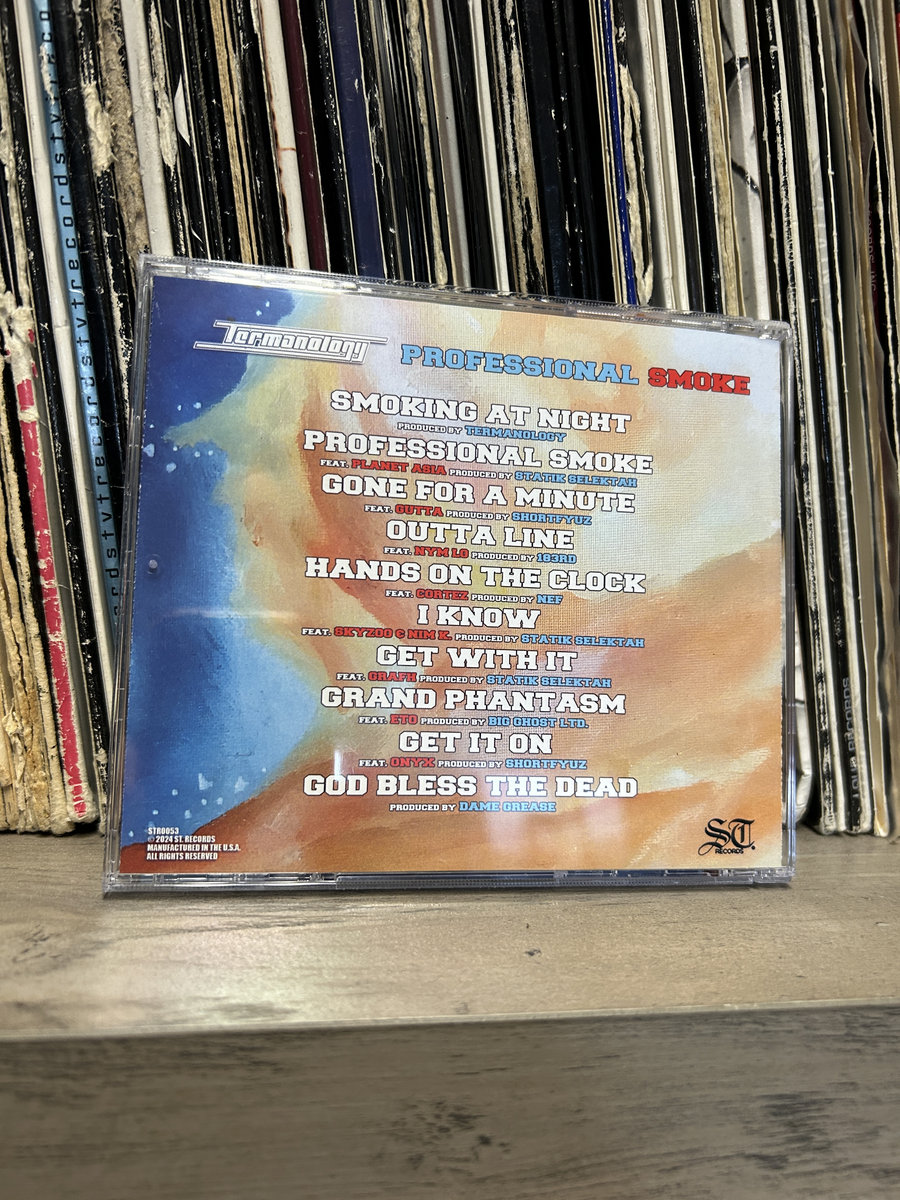 Termanology
PROFESSIONAL SMOKE
SMOKING AT NIGHT
PRODUCED BY TERMANOLOGY
PROFESSIONAL SMOKE
FEAT. PLANET ASIA PRODUCED BY STATIK SELEKTAH
GONE FOR A MINUTE
FEAT. GUTTA PRODUCED BY SHORTFYUZ
OUTTA LINE
FEAT. NYM LO PRODUCED BY 183RD
HANDS ON THE CLOCK
FEAT. CORTEZ PRODUCED BY NEF
I KNOW
FEAT. SKYZOO & NIM K. PRODUCED BY STATIK SELEKTAH
GET WITH IT
FEAT. GRAFH PRODUCED BY STATIK SELEKTAH
GRAND PHANTASM
FEAT. ETO PRODUCED BY BIG GHOST LTD.
GET IT ON
FEAT. ONYX PRODUCED BY SHORTFYUZ
GOD BLESS THE DEAD
PRODUCED BY DAME GREASE
STR0053
© 2024 ST. RECORDS
MANUFACTURED IN THE U.S.A.
ALL RIGHTS RESERVED
ST.
RECORDS
tvtrecordstvtrecordstvtrecords